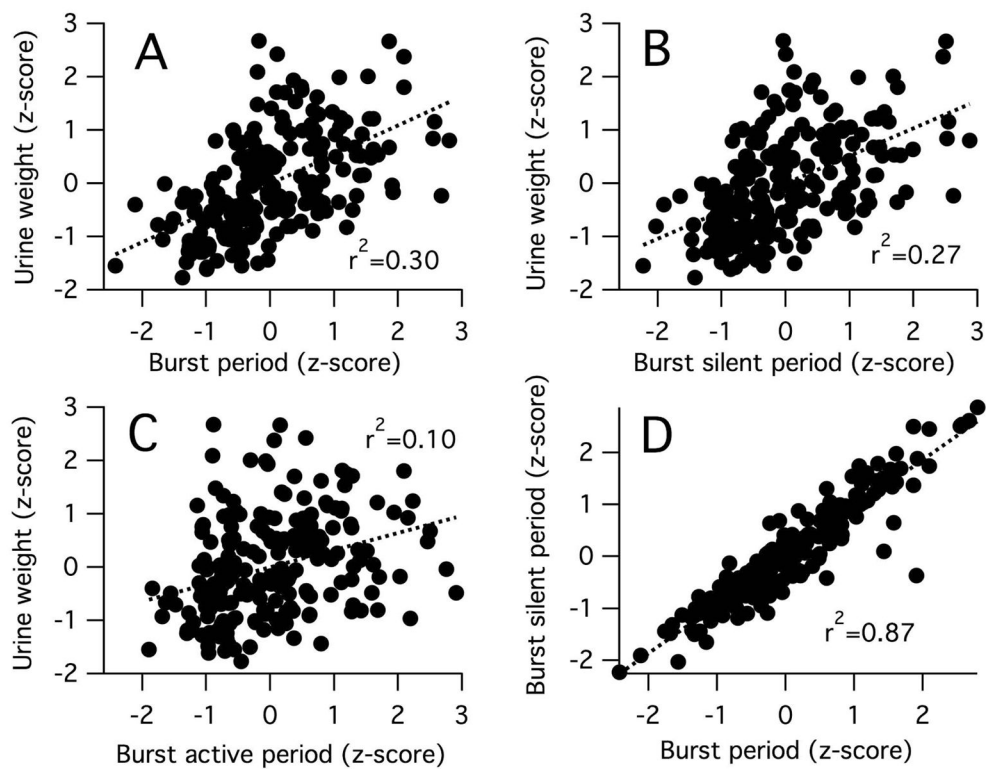 A
Urine weight (z-score)
3
2
1
0
-1
-2
r²=0.30
-2 -1 0 1 2 3
Burst period (z-score)
B
Urine weight (z-score)
3
2
1
0
-1
-2
r²=0.27
-2 -1 0 1 2 3
Burst silent period (z-score)
C
Urine weight (z-score)
3
2
1
0
-1
-2
r²=0.10
-2 -1 0 1 2 3
Burst active period (z-score)
D
Burst silent period (z-score)
2
1
0
-1
-2
r²=0.87
-2 -1 0 1 2
Burst period (z-score)